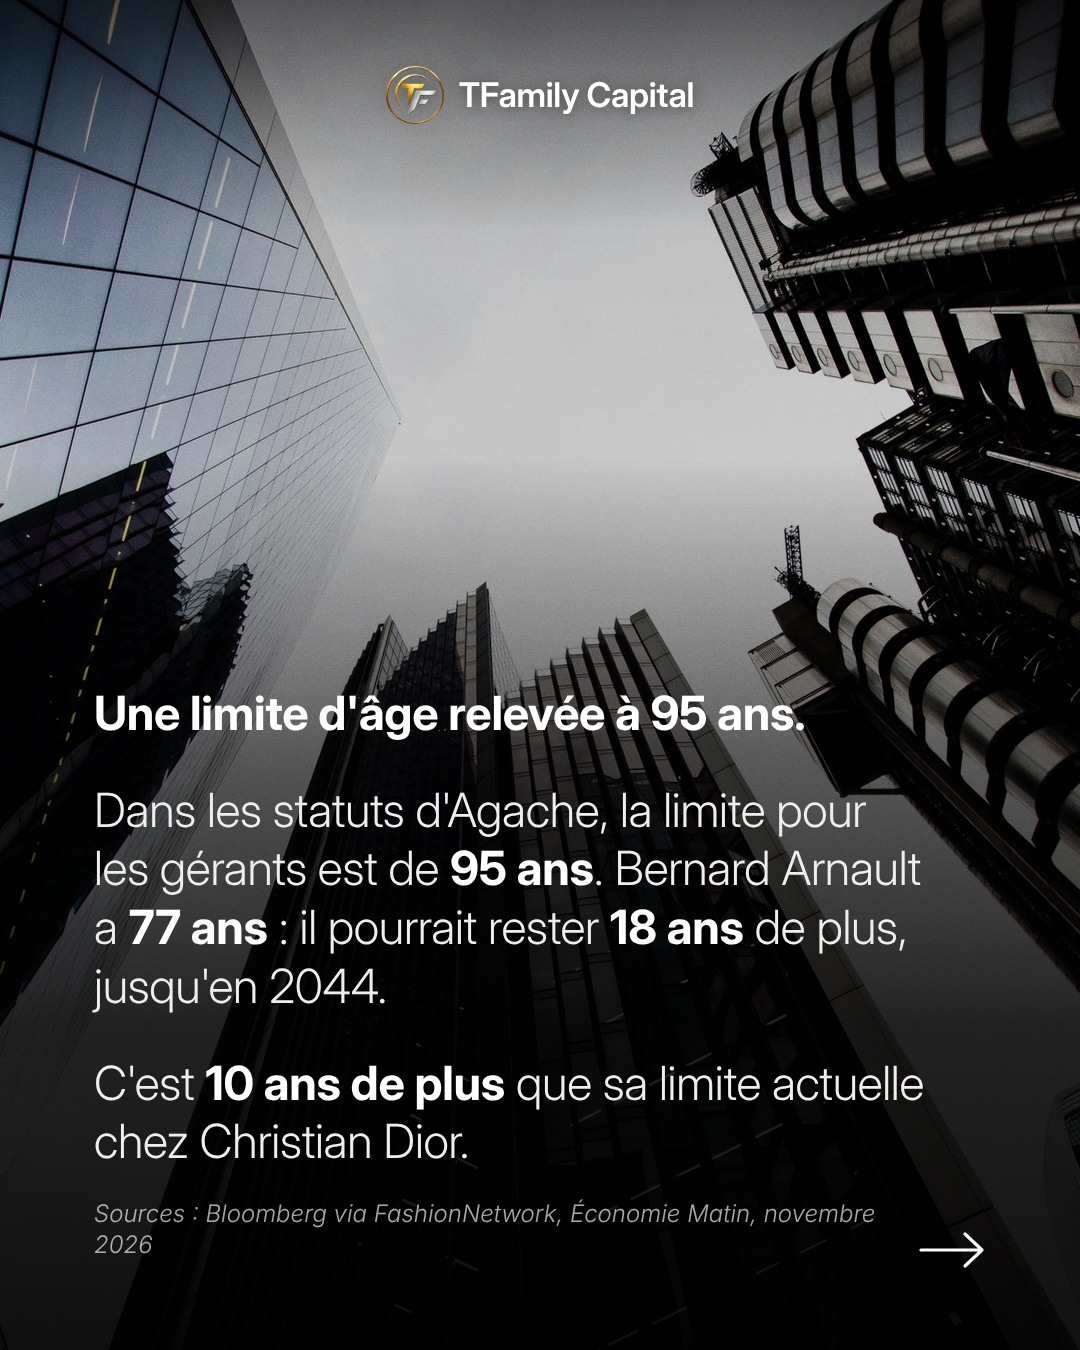 TFamily Capital
Une limite d'âge relevée à 95 ans.
Dans les statuts d'Agache, la limite pour
les gérants est de 95 ans. Bernard Arnault
a 77 ans : il pourrait rester 18 ans de plus,
jusqu'en 2044.
C'est 10 ans de plus que sa limite actuelle
chez Christian Dior.
Sources : Bloomberg via FashionNetwork, Économie Matin, novembre
2026